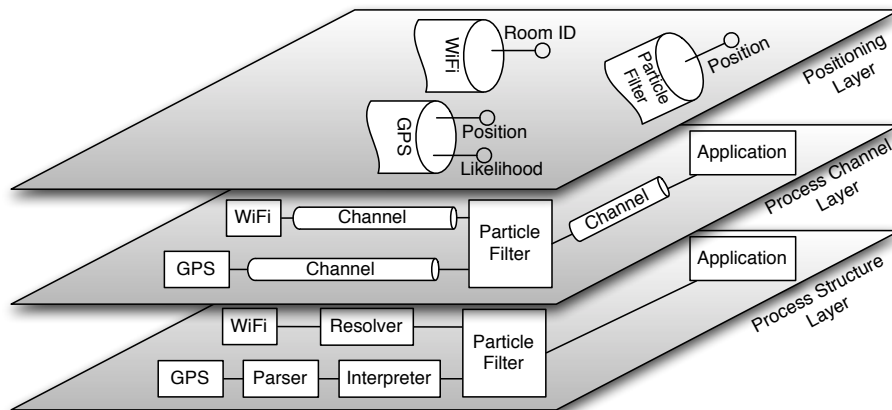 Room ID
WiFi
Position
Particle
Filter
Positioning
Layer
GPS
Position
Likelihood
Application
Process Channel
Layer
WiFi
Channel
Channel
Particle
Filter
GPS
Channel
Application
Process Structure
Layer
WiFi
Resolver
Particle
Filter
GPS
Parser
Interpreter